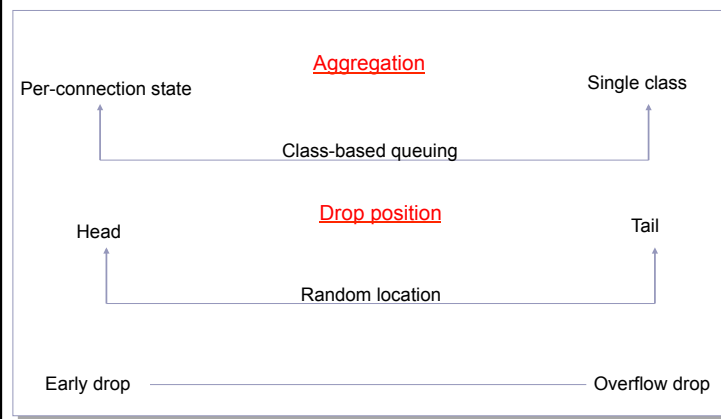 Aggregation
Per-connection state
Single class
Class-based queuing
Drop position
Head
Tail
Random location
Early drop
Overflow drop